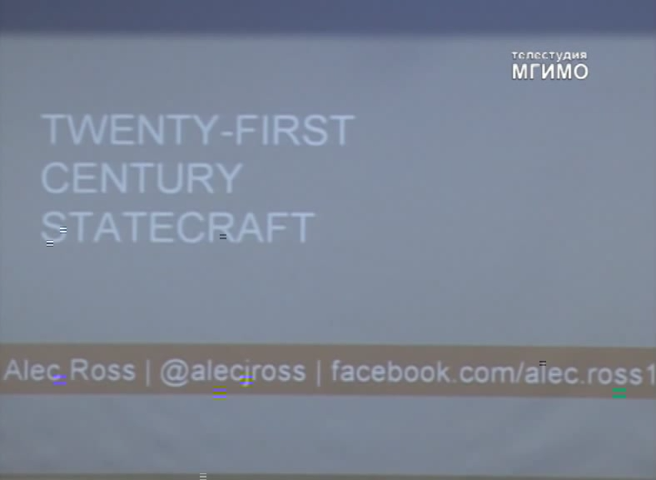 телестудия
МГИМО
TWENTY-FIRST
CENTURY
STATECRAFT
Alec Ross | @alecjross | facebook.com/alec.ross1